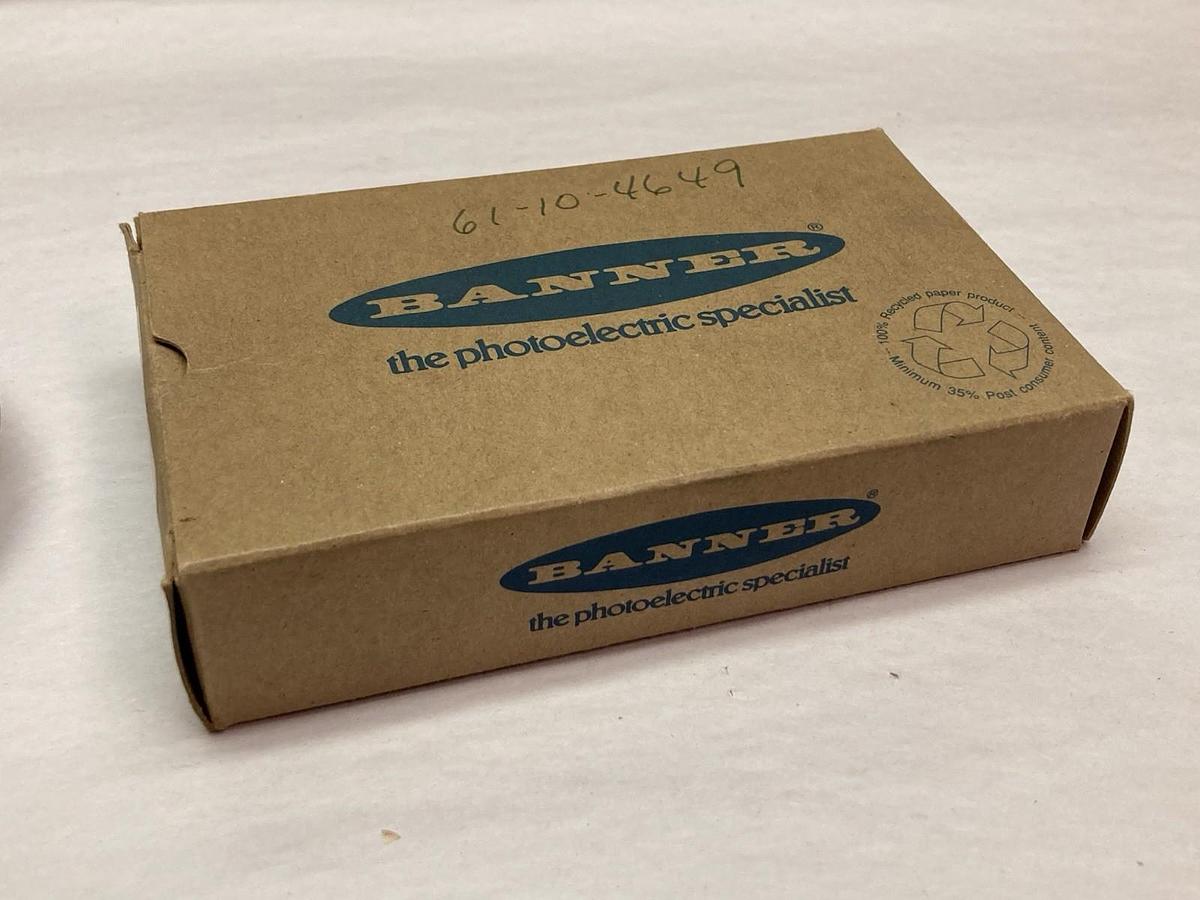 61-10-4649
BANNER®
the photoelectric specialist
100% Recycled paper product –
Minimum 35% Post consumer content
BANNER®
the photoelectric specialist